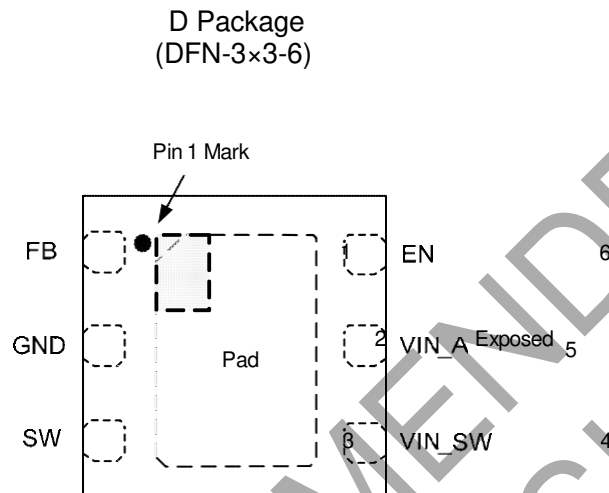 D Package
(DFN-3×3-6)
Pin 1 Mark
FB 1 EN 6
GND 2 VIN_A Exposed 5
Pad
SW 3 VIN_SW 4